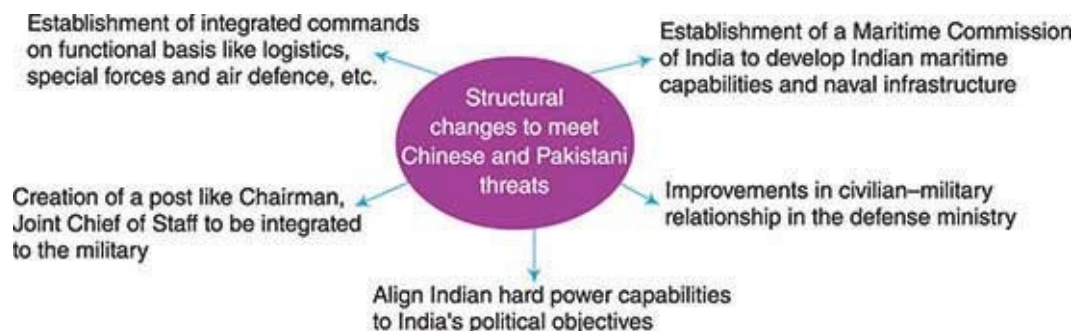 Establishment of integrated commands
on functional basis like logistics,
special forces and air defence, etc.
Establishment of a Maritime Commission
of India to develop Indian maritime
capabilities and naval infrastructure
Structural
changes to meet
Chinese and Pakistani
threats
Creation of a post like Chairman,
Joint Chief of Staff to be integrated
to the military
Improvements in civilian–military
relationship in the defense ministry
Align Indian hard power capabilities
to India's political objectives